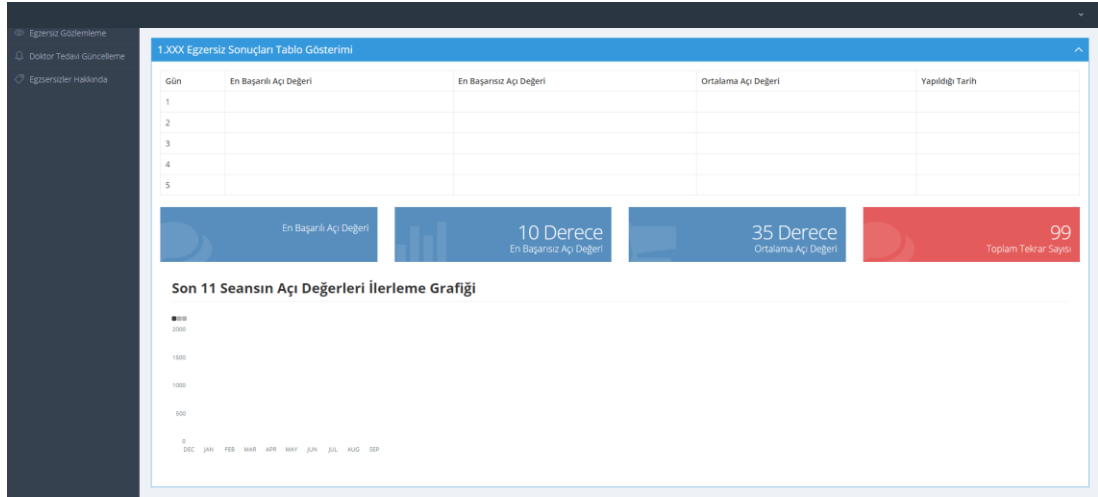 Egzersiz Gözlemleme
Doktor Tedavi Güncelleme
Egzsersizler Hakkında
1.XXX Egzersiz Sonuçları Tablo Gösterimi
Gün En Başarılı Açı Değeri En Başarısız Açı Değeri Ortalama Açı Değeri Yapıldığı Tarih
1
2
3
4
5
En Başarılı Açı Değeri
10 Derece
En Başarısız Açı Değeri
35 Derece
Ortalama Açı Değeri
99
Toplam Tekrar Sayısı
Son 11 Seansın Açı Değerleri İlerleme Grafiği
2000
1500
1000
500
0
DEC JAN FEB MAR APR MAY JUN JUL AUG SEP